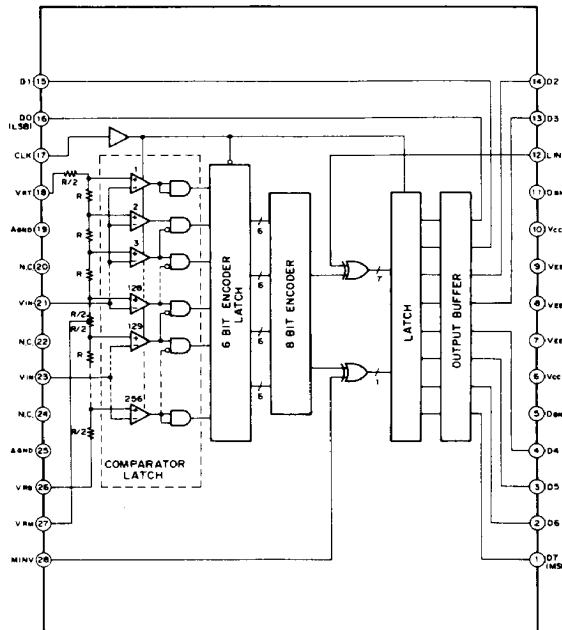 D1 15
D0 16
(LSB)
CLK 17
VRT 18
AGND 19
N.C. 20
VIN 21
N.C. 22
VIN 23
N.C. 24
AGND 25
VRB 26
VRM 27
MINV 28
R/2
R
R
R
R/2
R/2
R
R/2
1
2
3
128
129
256
COMPARATOR
LATCH
6 BIT ENCODER
LATCH
6
6
6
6
8 BIT ENCODER
7
1
LATCH
OUTPUT BUFFER
14 D2
13 D3
12 LIN
11
10 VCC
9 VEE
8 VEE
7 VEE
6 VCC
5
4 D4
3 D5
2 D6
1 D7
(MS